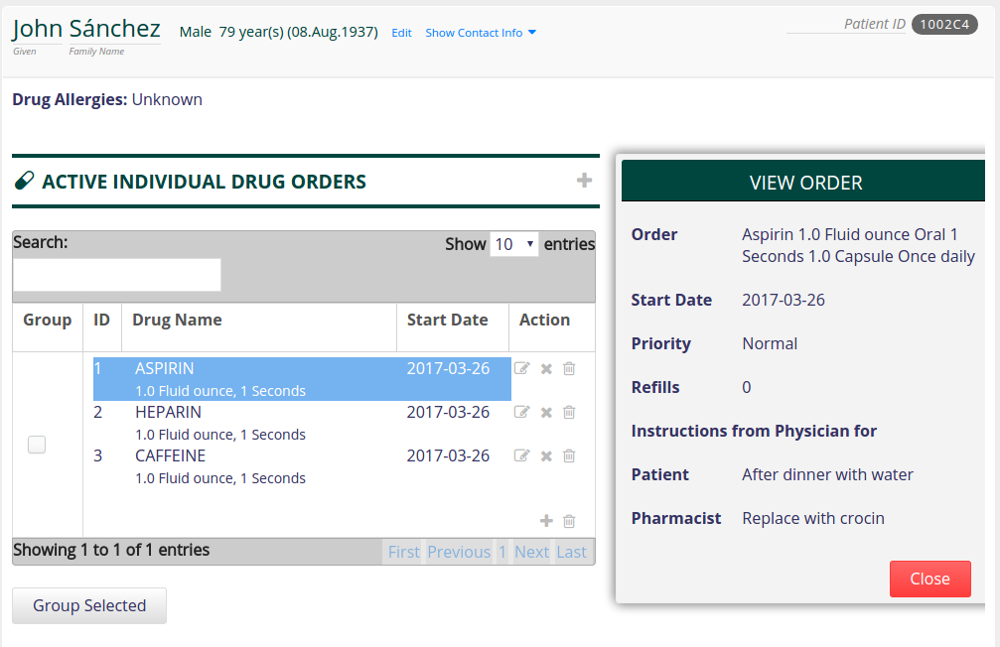 John Sánchez Male 79 year(s) (08.Aug.1937) Edit Show Contact Info Patient ID 1002C4
Given Family Name
Drug Allergies: Unknown
ACTIVE INDIVIDUAL DRUG ORDERS
Search: Show 10 entries
Group ID Drug Name Start Date Action
1 ASPIRIN 2017-03-26
1.0 Fluid ounce, 1 Seconds
2 HEPARIN 2017-03-26
1.0 Fluid ounce, 1 Seconds
3 CAFFEINE 2017-03-26
1.0 Fluid ounce, 1 Seconds
Showing 1 to 1 of 1 entries First Previous 1 Next Last
Group Selected
VIEW ORDER
Order Aspirin 1.0 Fluid ounce Oral 1
Seconds 1.0 Capsule Once daily
Start Date 2017-03-26
Priority Normal
Refills 0
Instructions from Physician for
Patient After dinner with water
Pharmacist Replace with crocin
Close